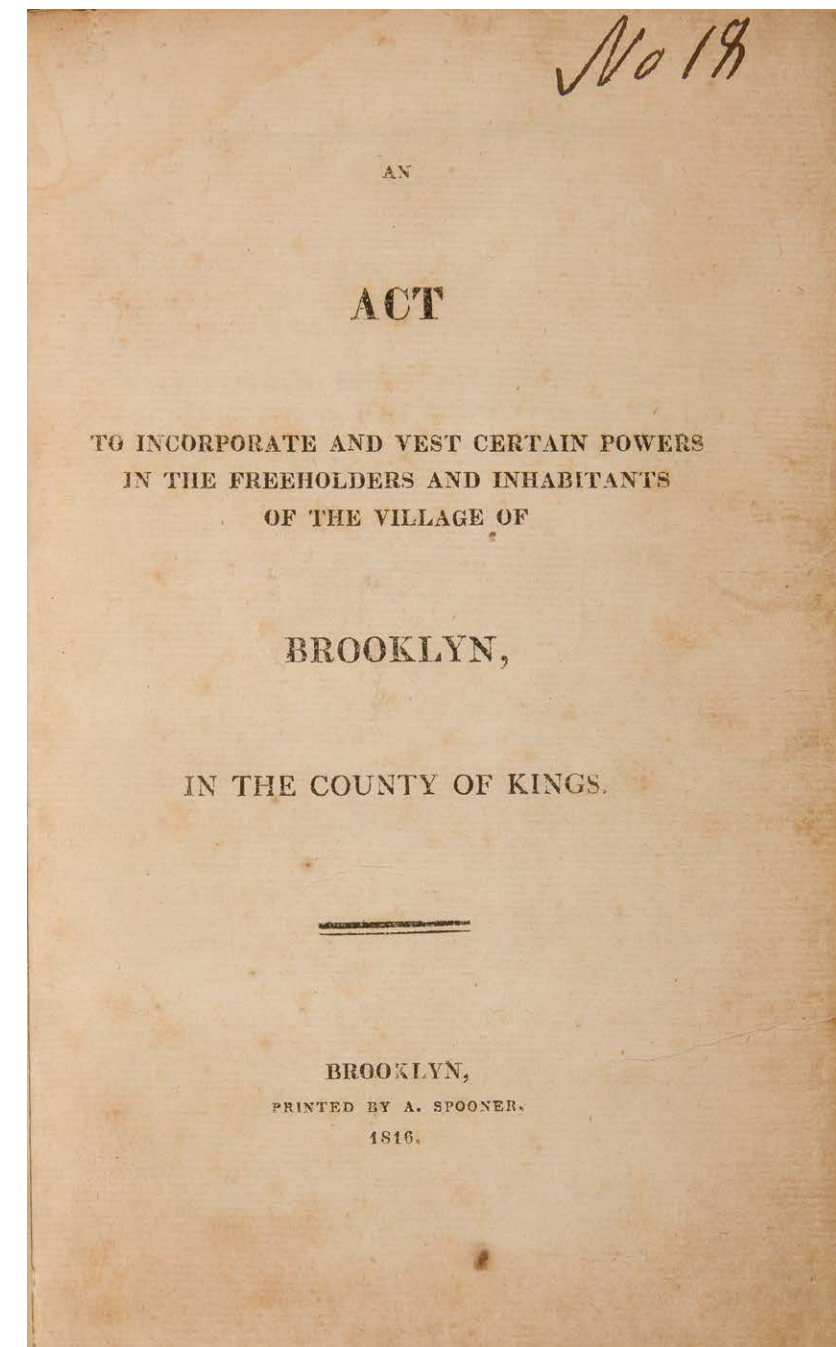 No 18
AN
ACT
TO INCORPORATE AND VEST CERTAIN POWERS
IN THE FREEHOLDERS AND INHABITANTS
OF THE VILLAGE OF
BROOKLYN,
IN THE COUNTY OF KINGS.
BROOKLYN,
PRINTED BY A. SPOONER,
1816.